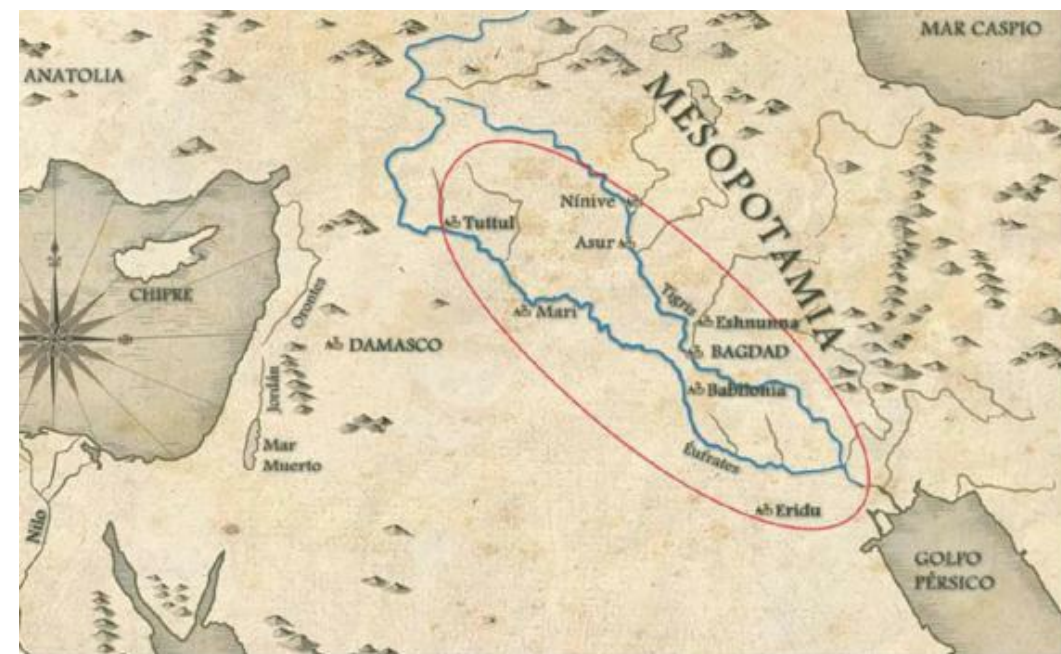 MAR CASPIO
ANATOLIA
MESOPOTAMIA
Nínive
Tuttul
Asur
CHIPRE
Orontes
Tigris
Mari
Eshnunna
DAMASCO
BAGDAD
Jordán
Babilonia
Mar
Muerto
Éufrates
Eridu
Nilo
GOLFO
PÉRSICO